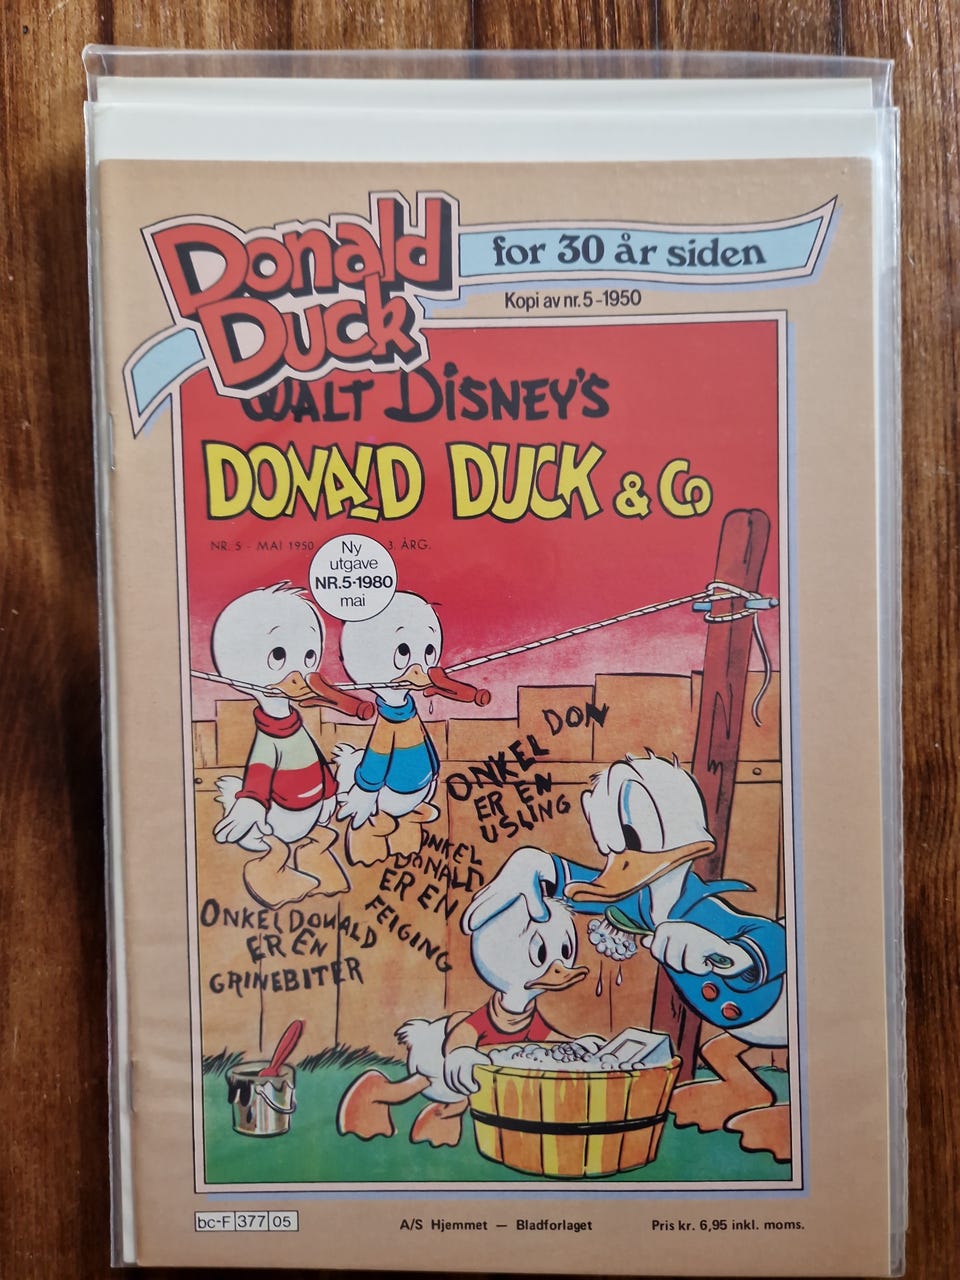 Donald
Duck
for 30 år siden
Kopi av nr. 5-1950
WALT DISNEY'S
DONALD DUCK & Co
NR. 5 - MAI 1950
3. ÅRG.
Ny
utgave
NR.5-1980
mai
ONKEL DON
ER EN
USLING
ONKEL
DONALD
ER EN
FEIGING
ONKEL DONALD
ER EN
GRINEBITER
bc-F 377 05
A/S Hjemmet — Bladforlaget
Pris kr. 6,95 inkl. moms.